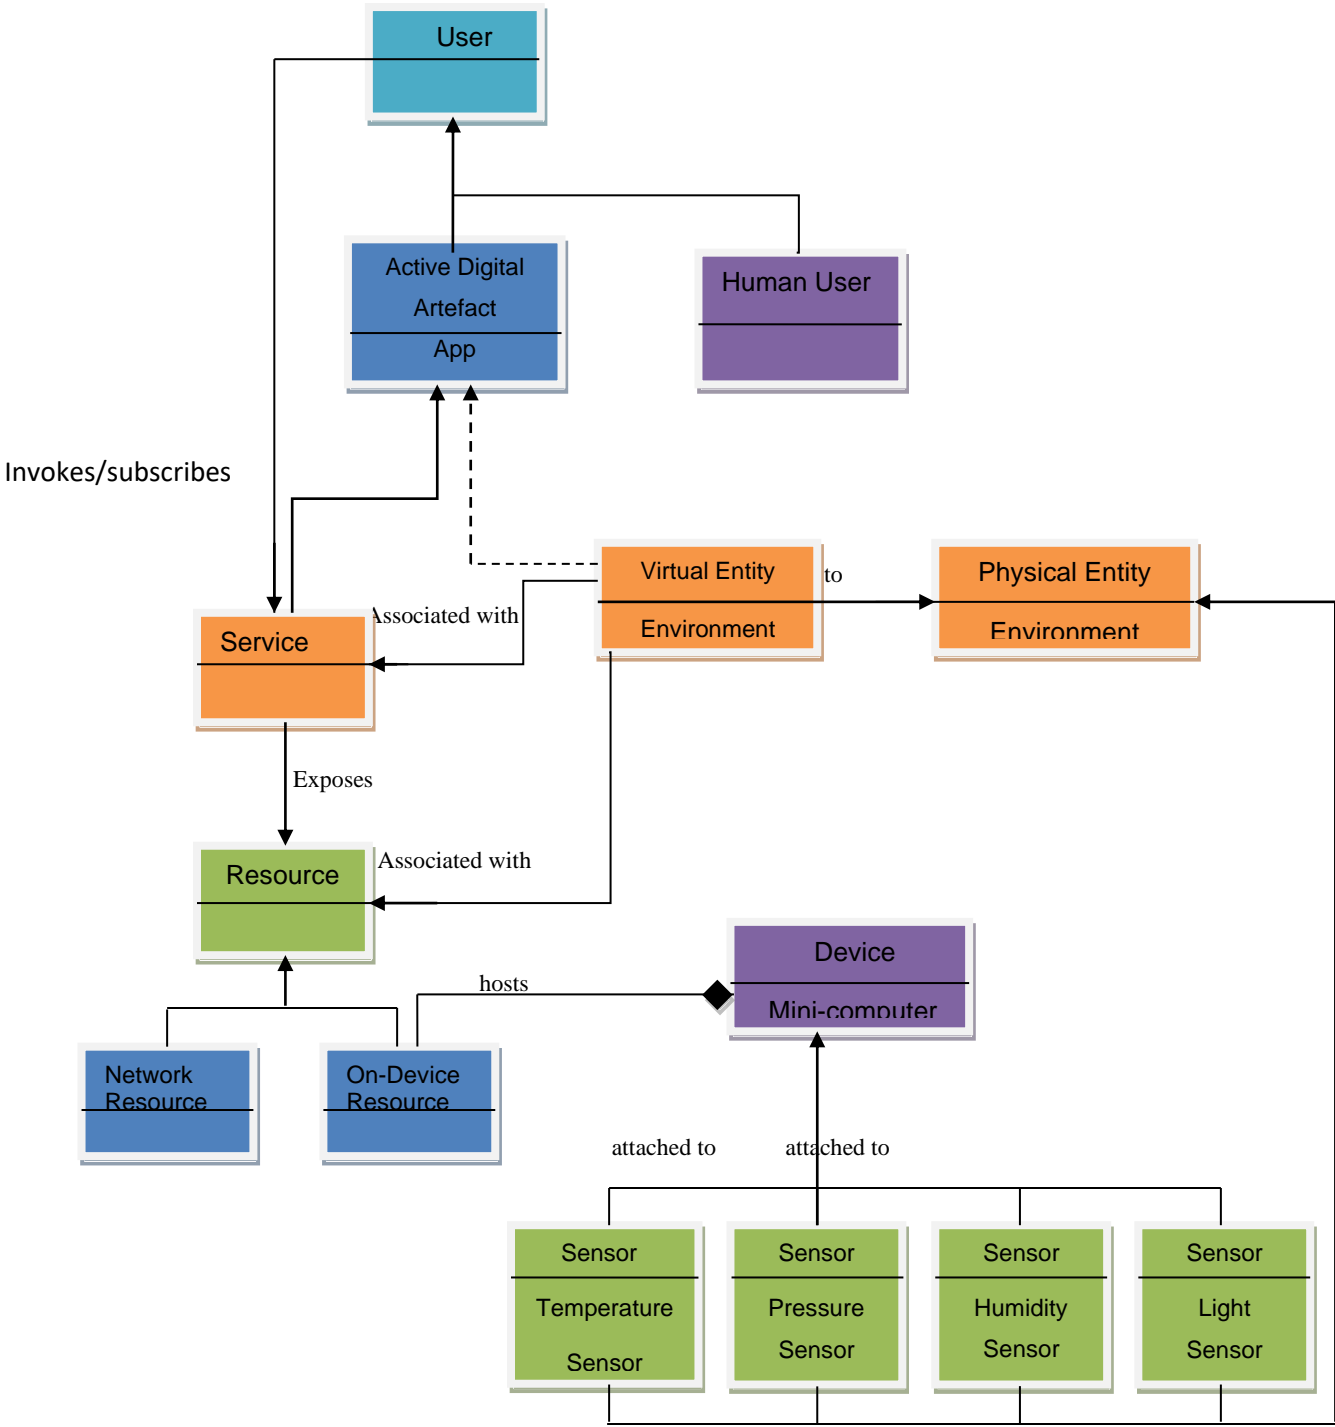 User
Active Digital
Artefact
App
Human User
Invokes/subscribes
Virtual Entity
Environment
to
Physical Entity
Environment
Associated with
Service
Exposes
Associated with
Resource
hosts
Device
Mini-computer
Network
Resource
On-Device
Resource
attached to
attached to
Sensor
Temperature
Sensor
Sensor
Pressure
Sensor
Sensor
Humidity
Sensor
Sensor
Light
Sensor